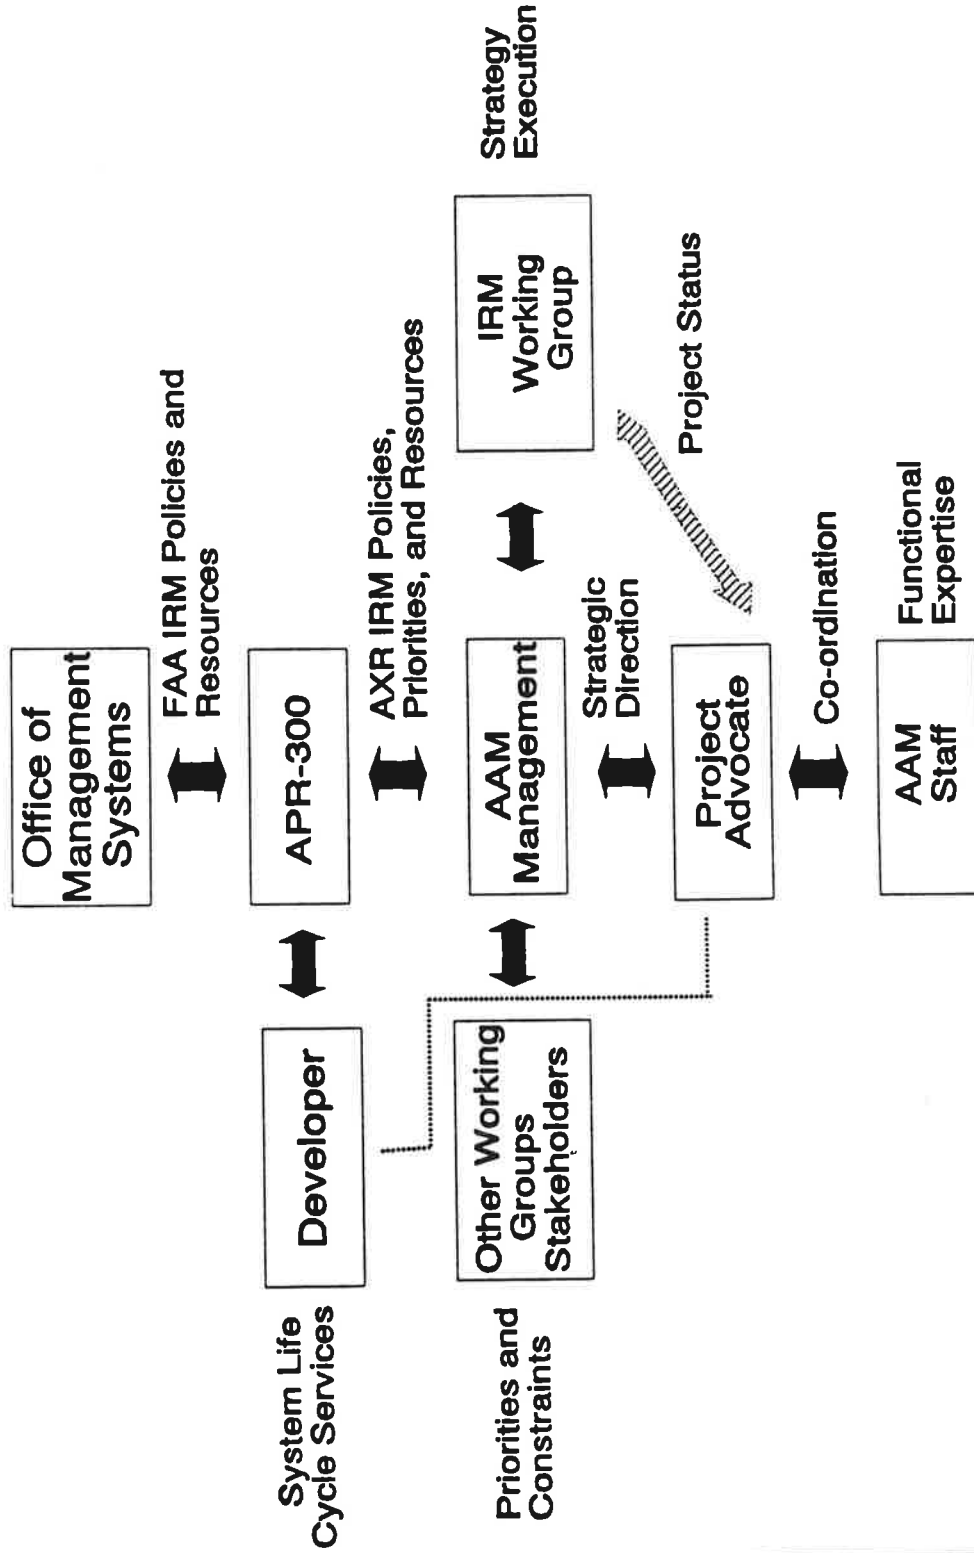 Office of
Management
Systems
FAA IRM Policies and
Resources
System Life
Cycle Services
Developer
APR-300
AXR IRM Policies,
Priorities, and Resources
Priorities and
Constraints
Other Working
Groups
Stakeholders
AAM
Management
IRM
Working
Group
Strategy
Execution
Strategic
Direction
Project Status
Project
Advocate
Co-ordination
AAM
Staff
Functional
Expertise